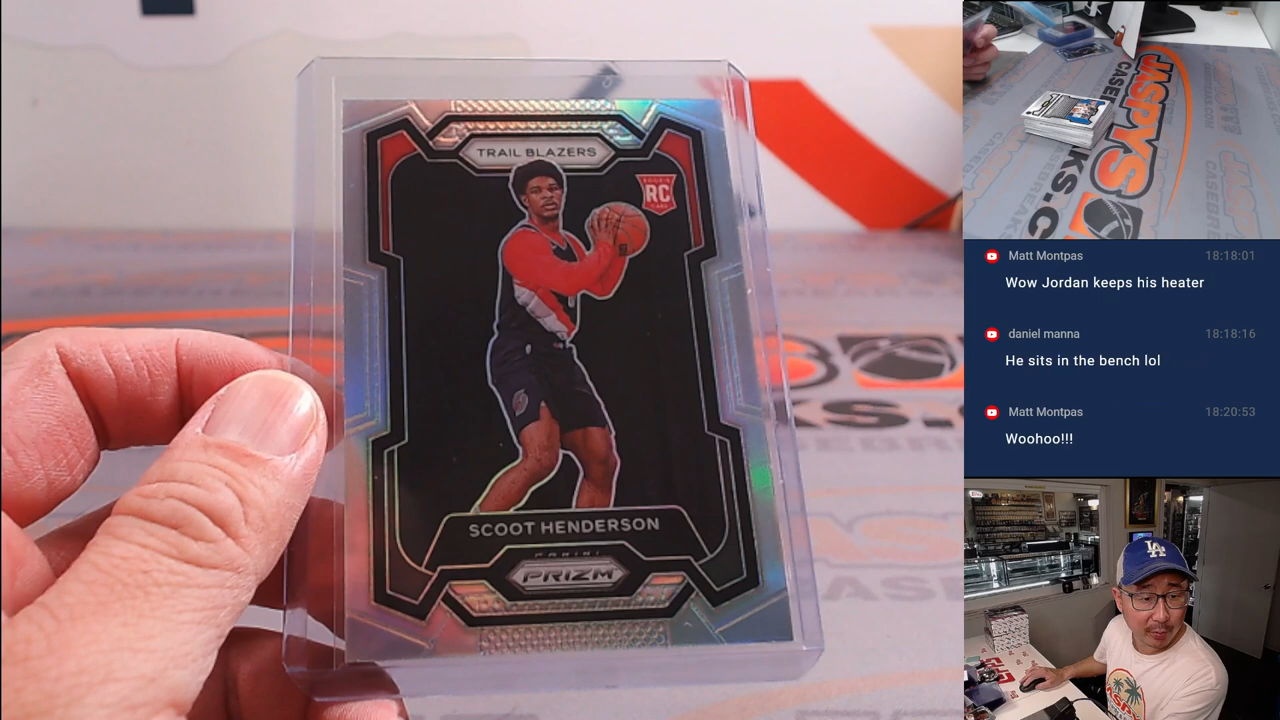 TRAIL BLAZERS
ROOKIE
RC
CARD
SCOOT HENDERSON
PANINI
PRIZM
JASPYS
CASEBREAKS.C
Matt Montpas 18:18:01
Wow Jordan keeps his heater
daniel manna 18:18:16
He sits in the bench lol
Matt Montpas 18:20:53
Woohoo!!!
LA
JASPYS